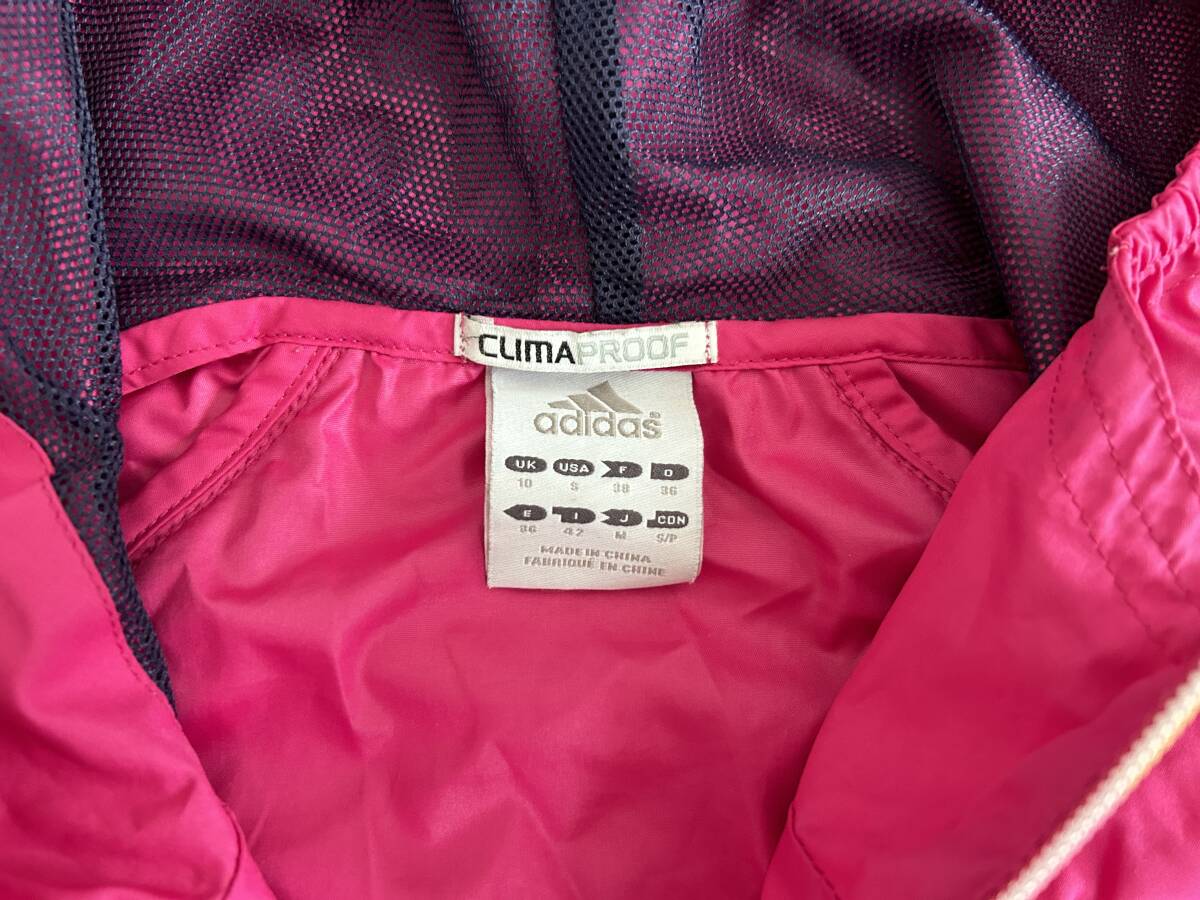 CLIMAPROOF
adidas®
UK USA F D
10 S 38 36
E I J CDN
36 42 M S/P
MADE IN CHINA
FABRIQUÉ EN CHINE